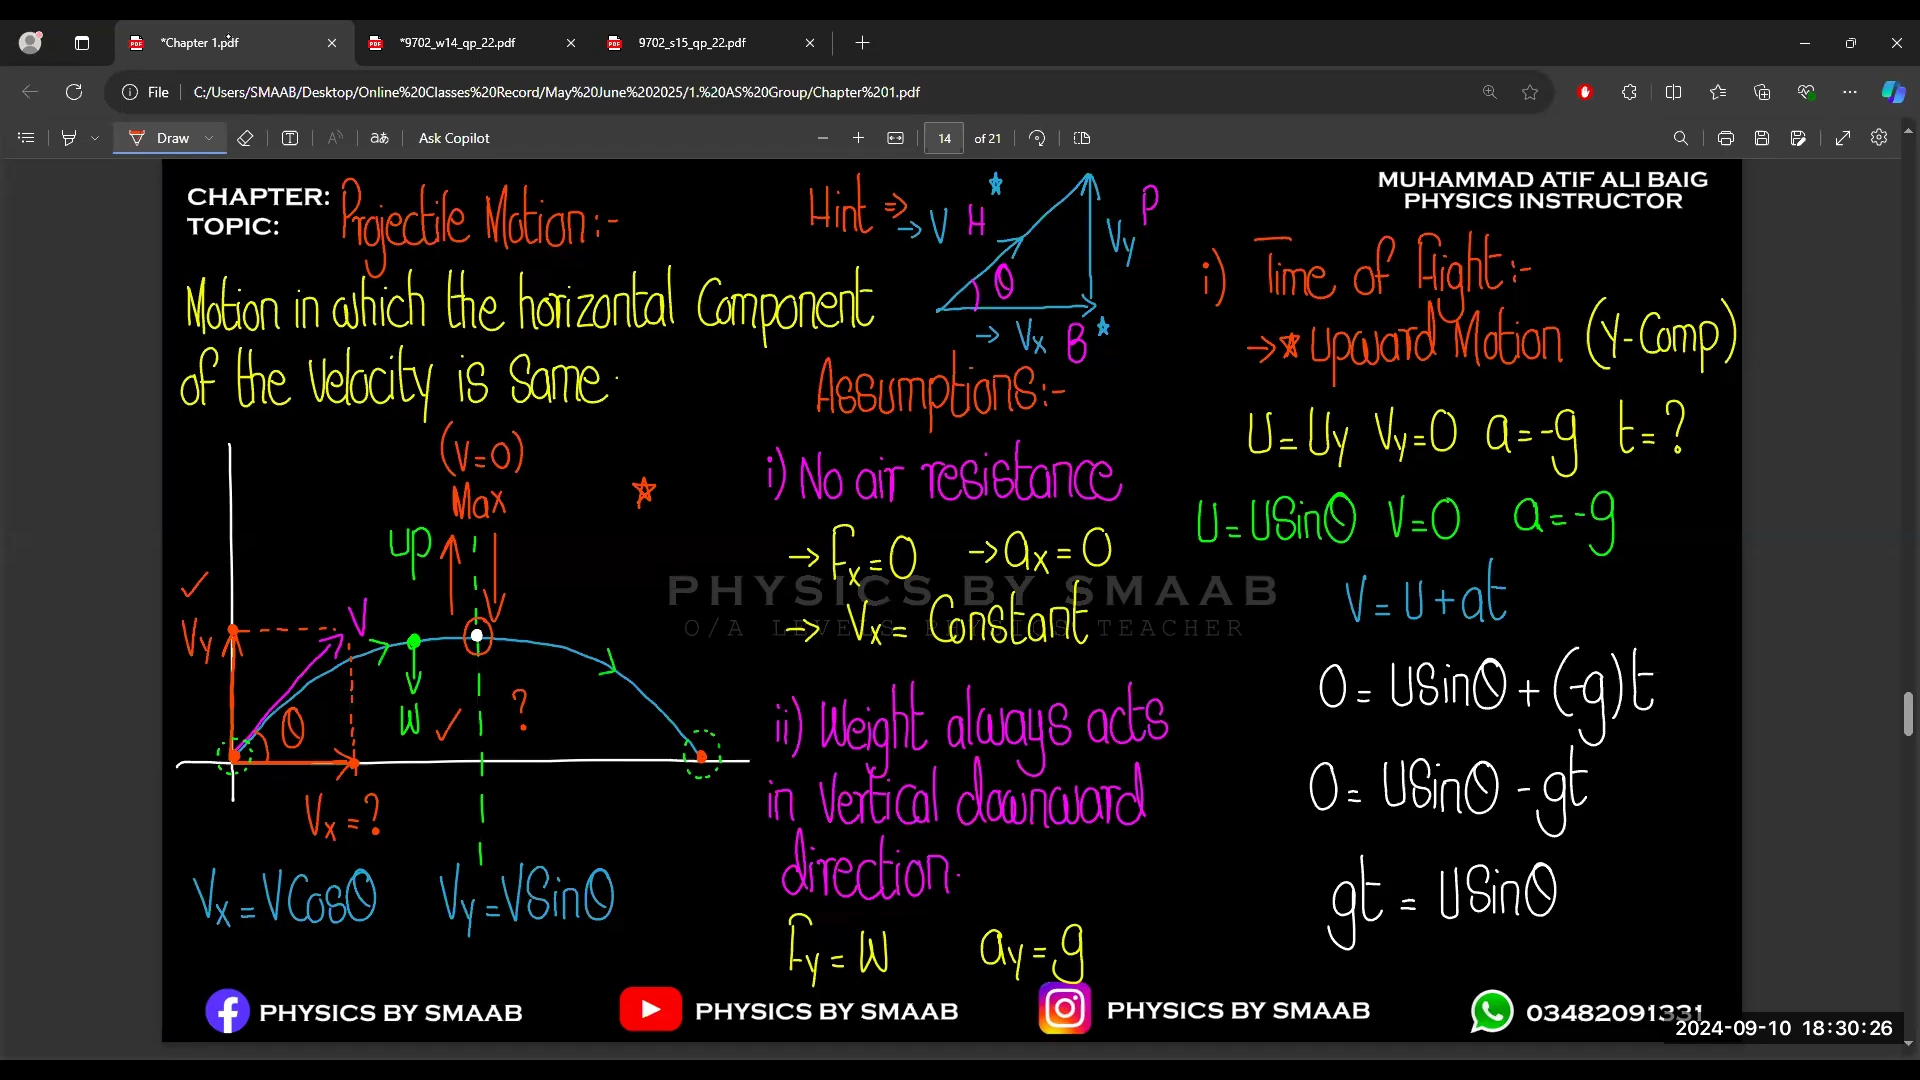 *Chapter 1.pdf
*9702_w14_qp_22.pdf
9702_s15_qp_22.pdf
File
C:/Users/SMAAB/Desktop/Online%20Classes%20Record/May%20June%202025/1.%20AS%20Group/Chapter%201.pdf
Draw
Ask Copilot
14 of 21
CHAPTER: Projectile Motion:-
TOPIC:
Motion in which the horizontal Component
of the Velocity is Same.
(V=0)
Max
up
V
Vy
θ
W
?
Vx = ?
Vx = VCosθ Vy = VSinθ
Hint ⇒
→ V H
P
Vy
θ
→ Vx B
Assumptions:-
i) No air resistance
→ Fx = 0 → ax = 0
→ Vx = Constant
ii) Weight always acts
in Vertical downward
direction.
Fy = W ay = g
PHYSICS BY SMAAB
O/A LEVELS PHYSICS TEACHER
MUHAMMAD ATIF ALI BAIG
PHYSICS INSTRUCTOR
i) Time of flight:-
→ ☆ upward Motion (Y-Comp)
U = Uy Vy = 0 a = -g t = ?
U = USinθ V = 0 a = -g
V = U + at
0 = USinθ + (-g)t
0 = USinθ - gt
gt = USinθ
PHYSICS BY SMAAB
PHYSICS BY SMAAB
PHYSICS BY SMAAB
03482091331
2024-09-10 18:30:26